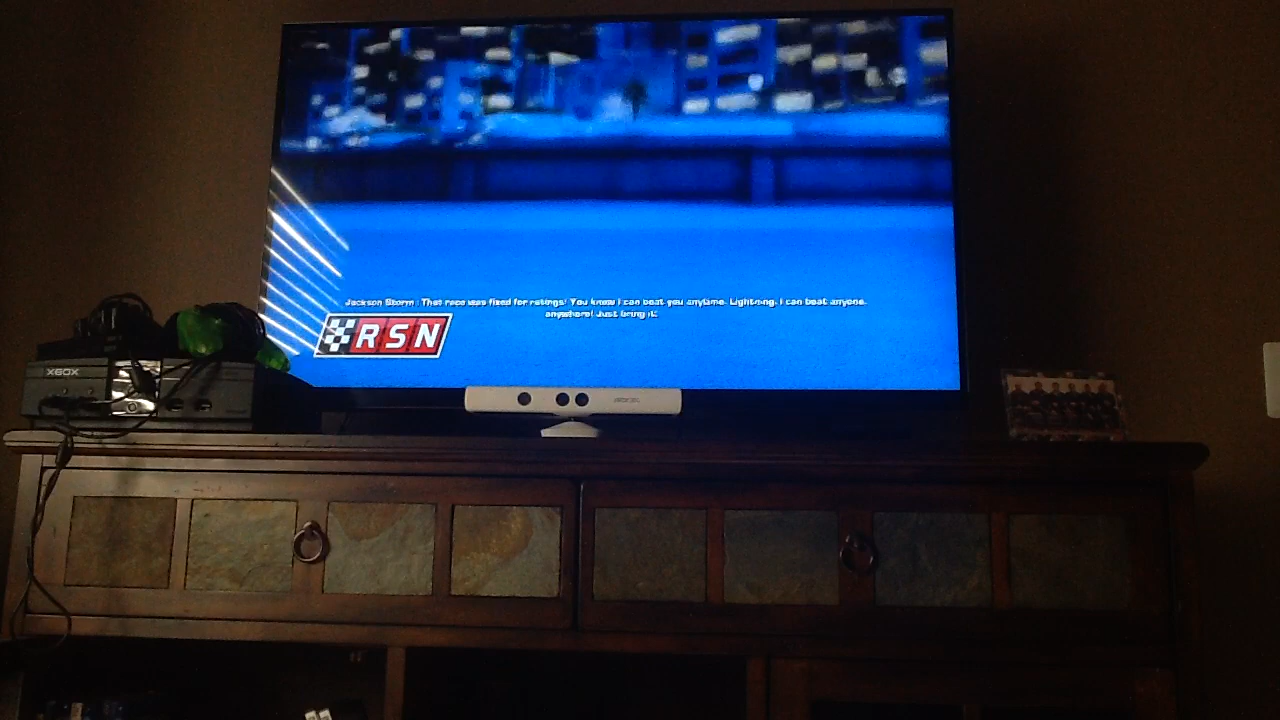 Jackson Storm : That race was fixed for ratings! You know I can beat you anytime. Lightning. I can beat anyone.
anywhere! Just bring it!
RSN
XBOX